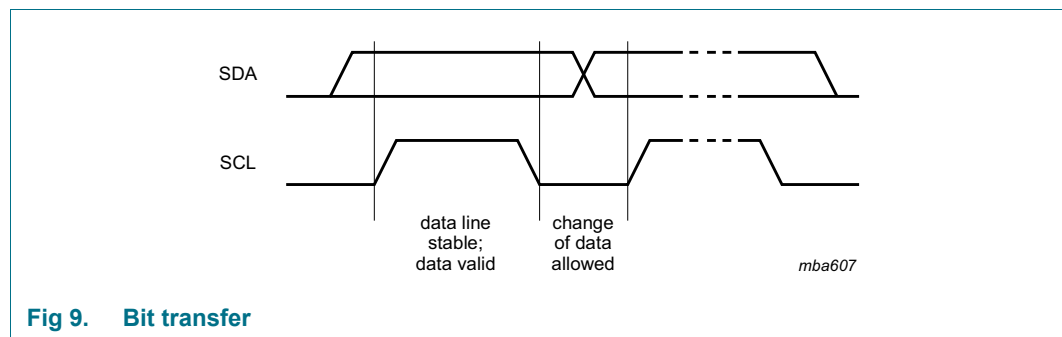 SDA
SCL
data line
stable;
data valid
change
of data
allowed
mba607
Fig 9. Bit transfer